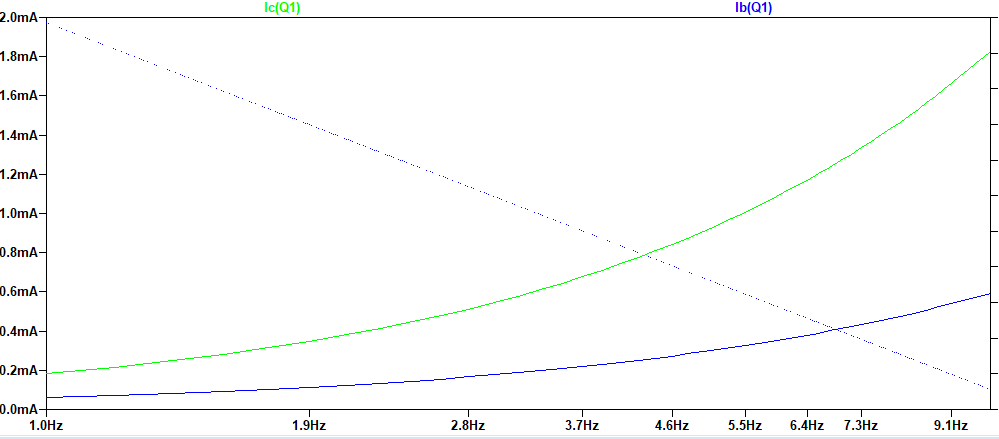 Ic(Q1) Ib(Q1)
2.0mA
1.8mA
1.6mA
1.4mA
1.2mA
1.0mA
0.8mA
0.6mA
0.4mA
0.2mA
0.0mA
1.0Hz 1.9Hz 2.8Hz 3.7Hz 4.6Hz 5.5Hz 6.4Hz 7.3Hz 9.1Hz